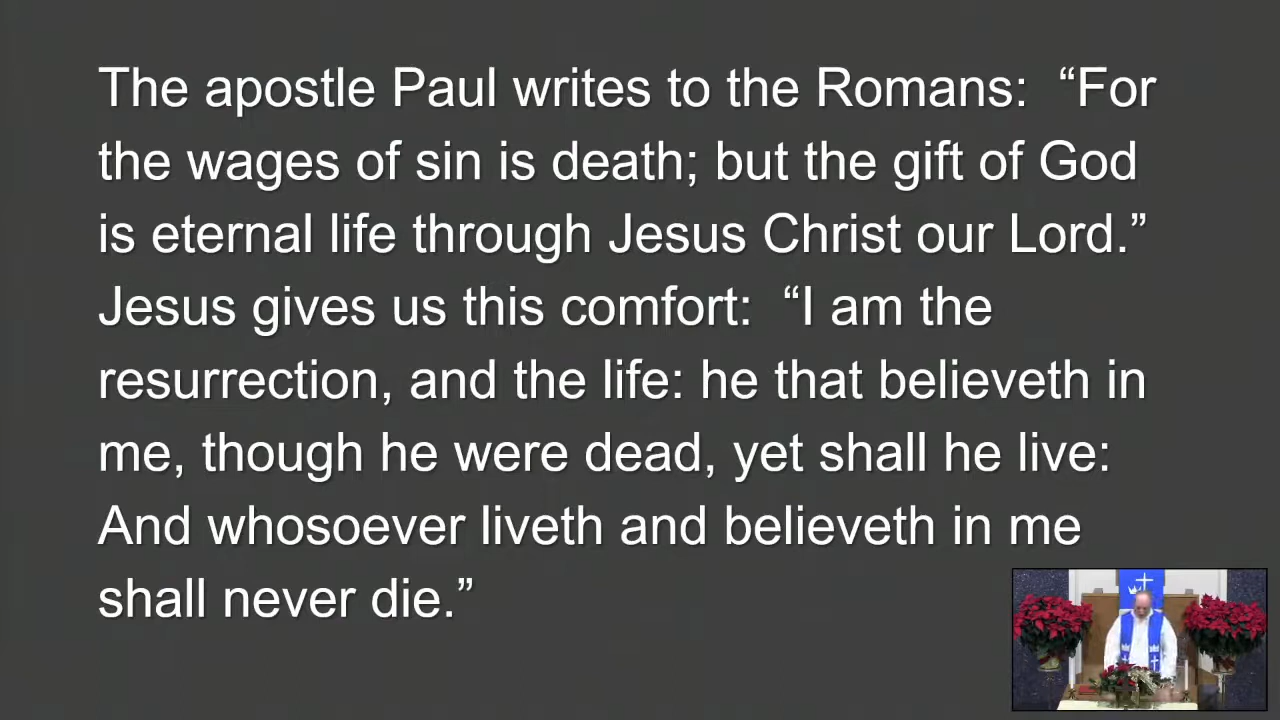 The apostle Paul writes to the Romans:  “For
the wages of sin is death; but the gift of God
is eternal life through Jesus Christ our Lord.”
Jesus gives us this comfort:  “I am the
resurrection, and the life: he that believeth in
me, though he were dead, yet shall he live:
And whosoever liveth and believeth in me
shall never die.”